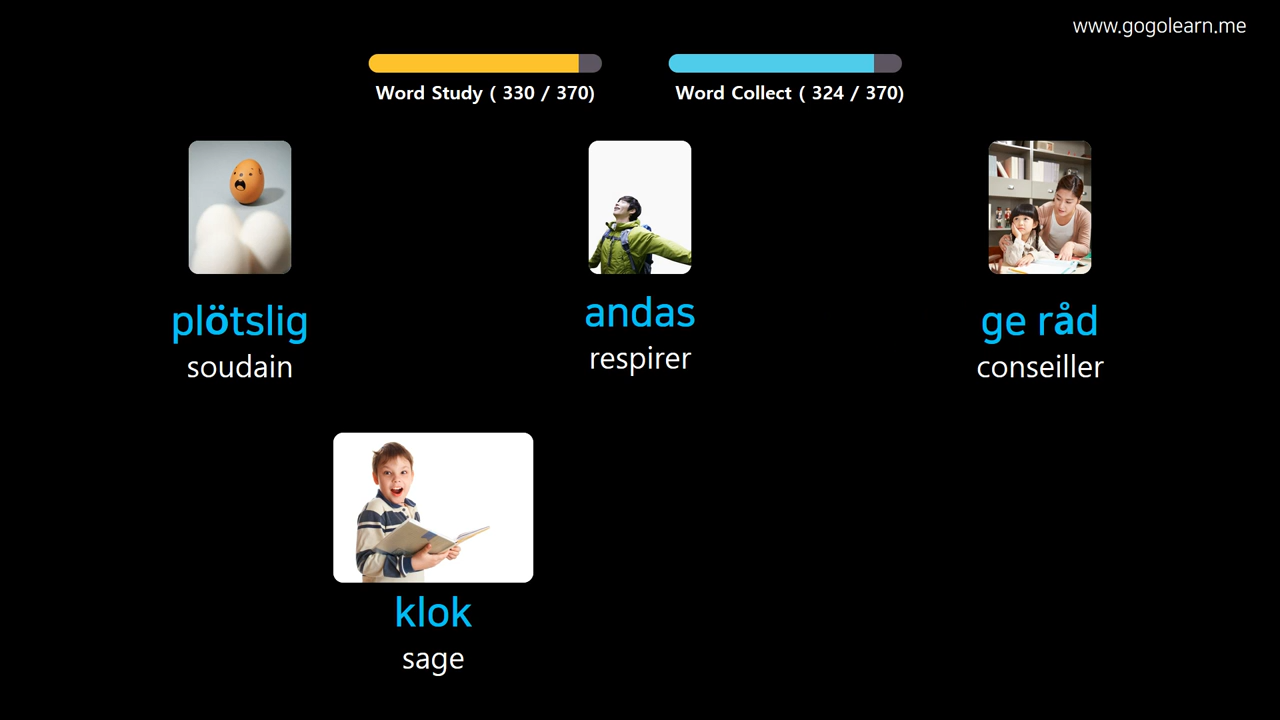 www.gogolearn.me
Word Study ( 330 / 370)
Word Collect ( 324 / 370)
plötslig
soudain
andas
respirer
ge råd
conseiller
klok
sage